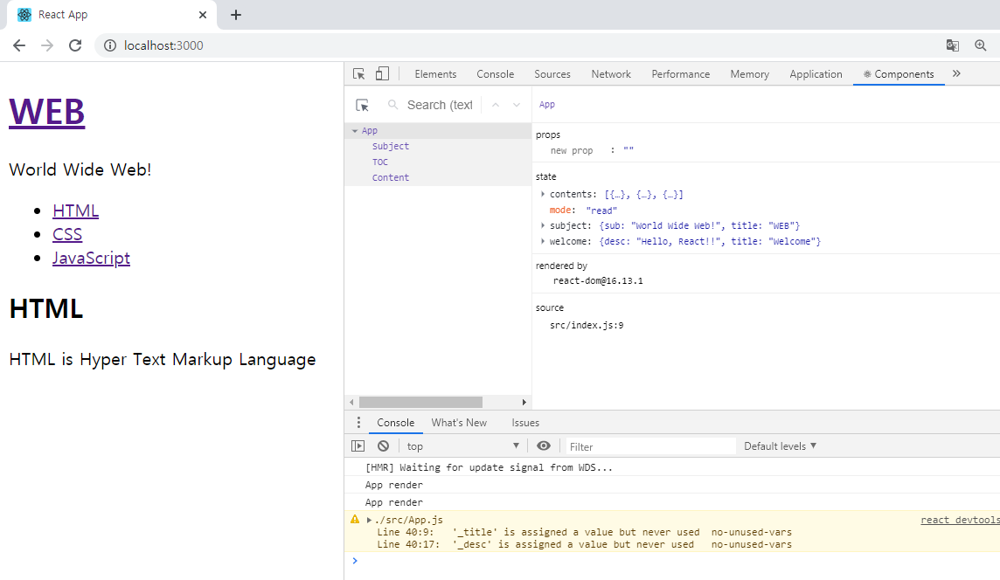 React App
localhost:3000
WEB
World Wide Web!
HTML
CSS
JavaScript
HTML
HTML is Hyper Text Markup Language
Elements Console Sources Network Performance Memory Application Components
Search (text
App
Subject
TOC
Content
App
props
new prop : ""
state
contents: [{…}, {…}, {…}]
mode: "read"
subject: {sub: "World Wide Web!", title: "WEB"}
welcome: {desc: "Hello, React!!", title: "Welcome"}
rendered by
react-dom@16.13.1
source
src/index.js:9
Console What's New Issues
top Filter Default levels
[HMR] Waiting for update signal from WDS...
App render
App render
./src/App.js react devtools
Line 40:9: '_title' is assigned a value but never used no-unused-vars
Line 40:17: '_desc' is assigned a value but never used no-unused-vars